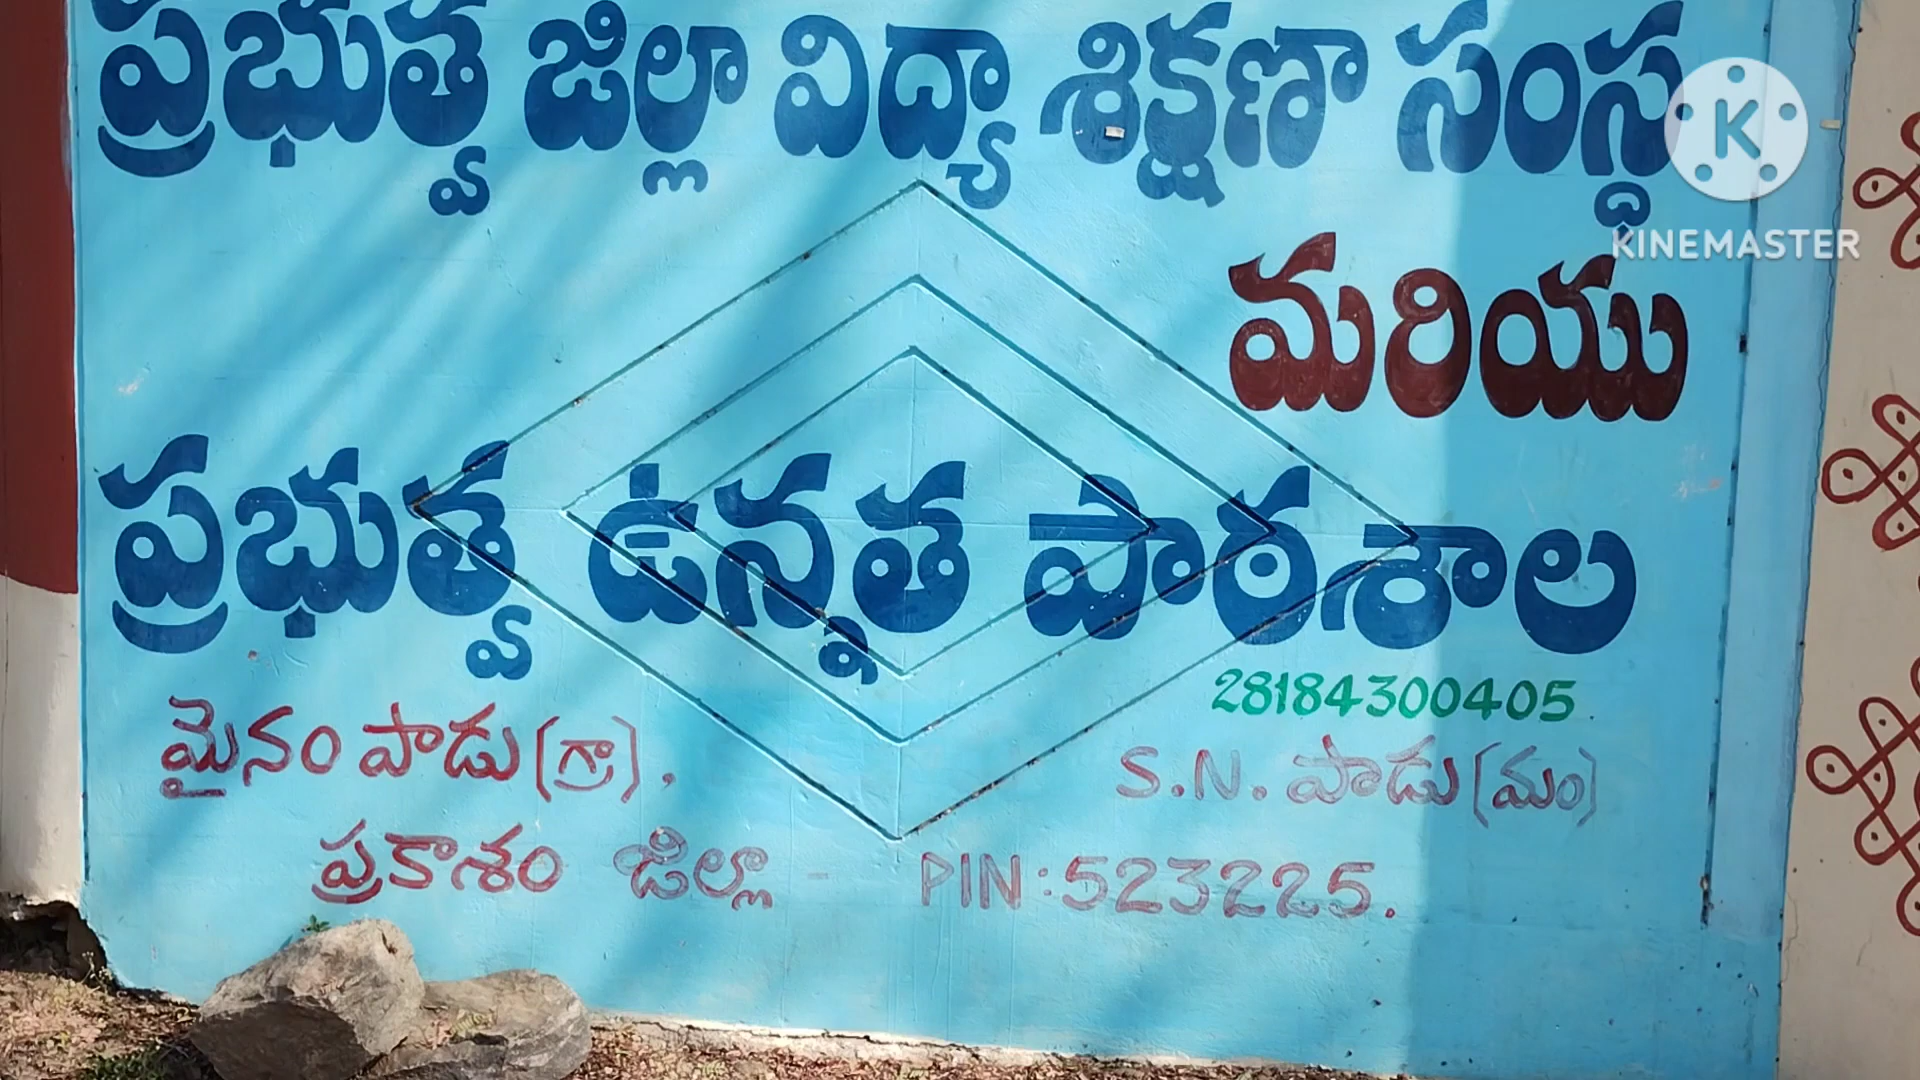 ప్రభుత్వ జిల్లా విద్యా శిక్షణా సంస్థ
మరియు
ప్రభుత్వ ఉన్నత పాఠశాల
28184300405
మైనంపాడు (గ్రా),
S.N. పాడు (మం)
ప్రకాశం జిల్లా - PIN: 523225.
K
KINEMASTER